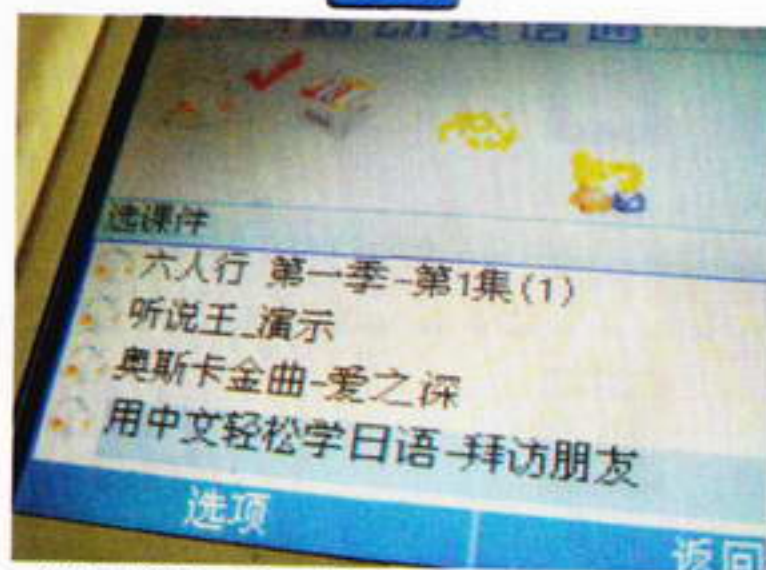 选课件
六人行 第一季-第1集(1)
听说王_演示
奥斯卡金曲-爱之深
用中文轻松学日语-拜访朋友
选项
返回